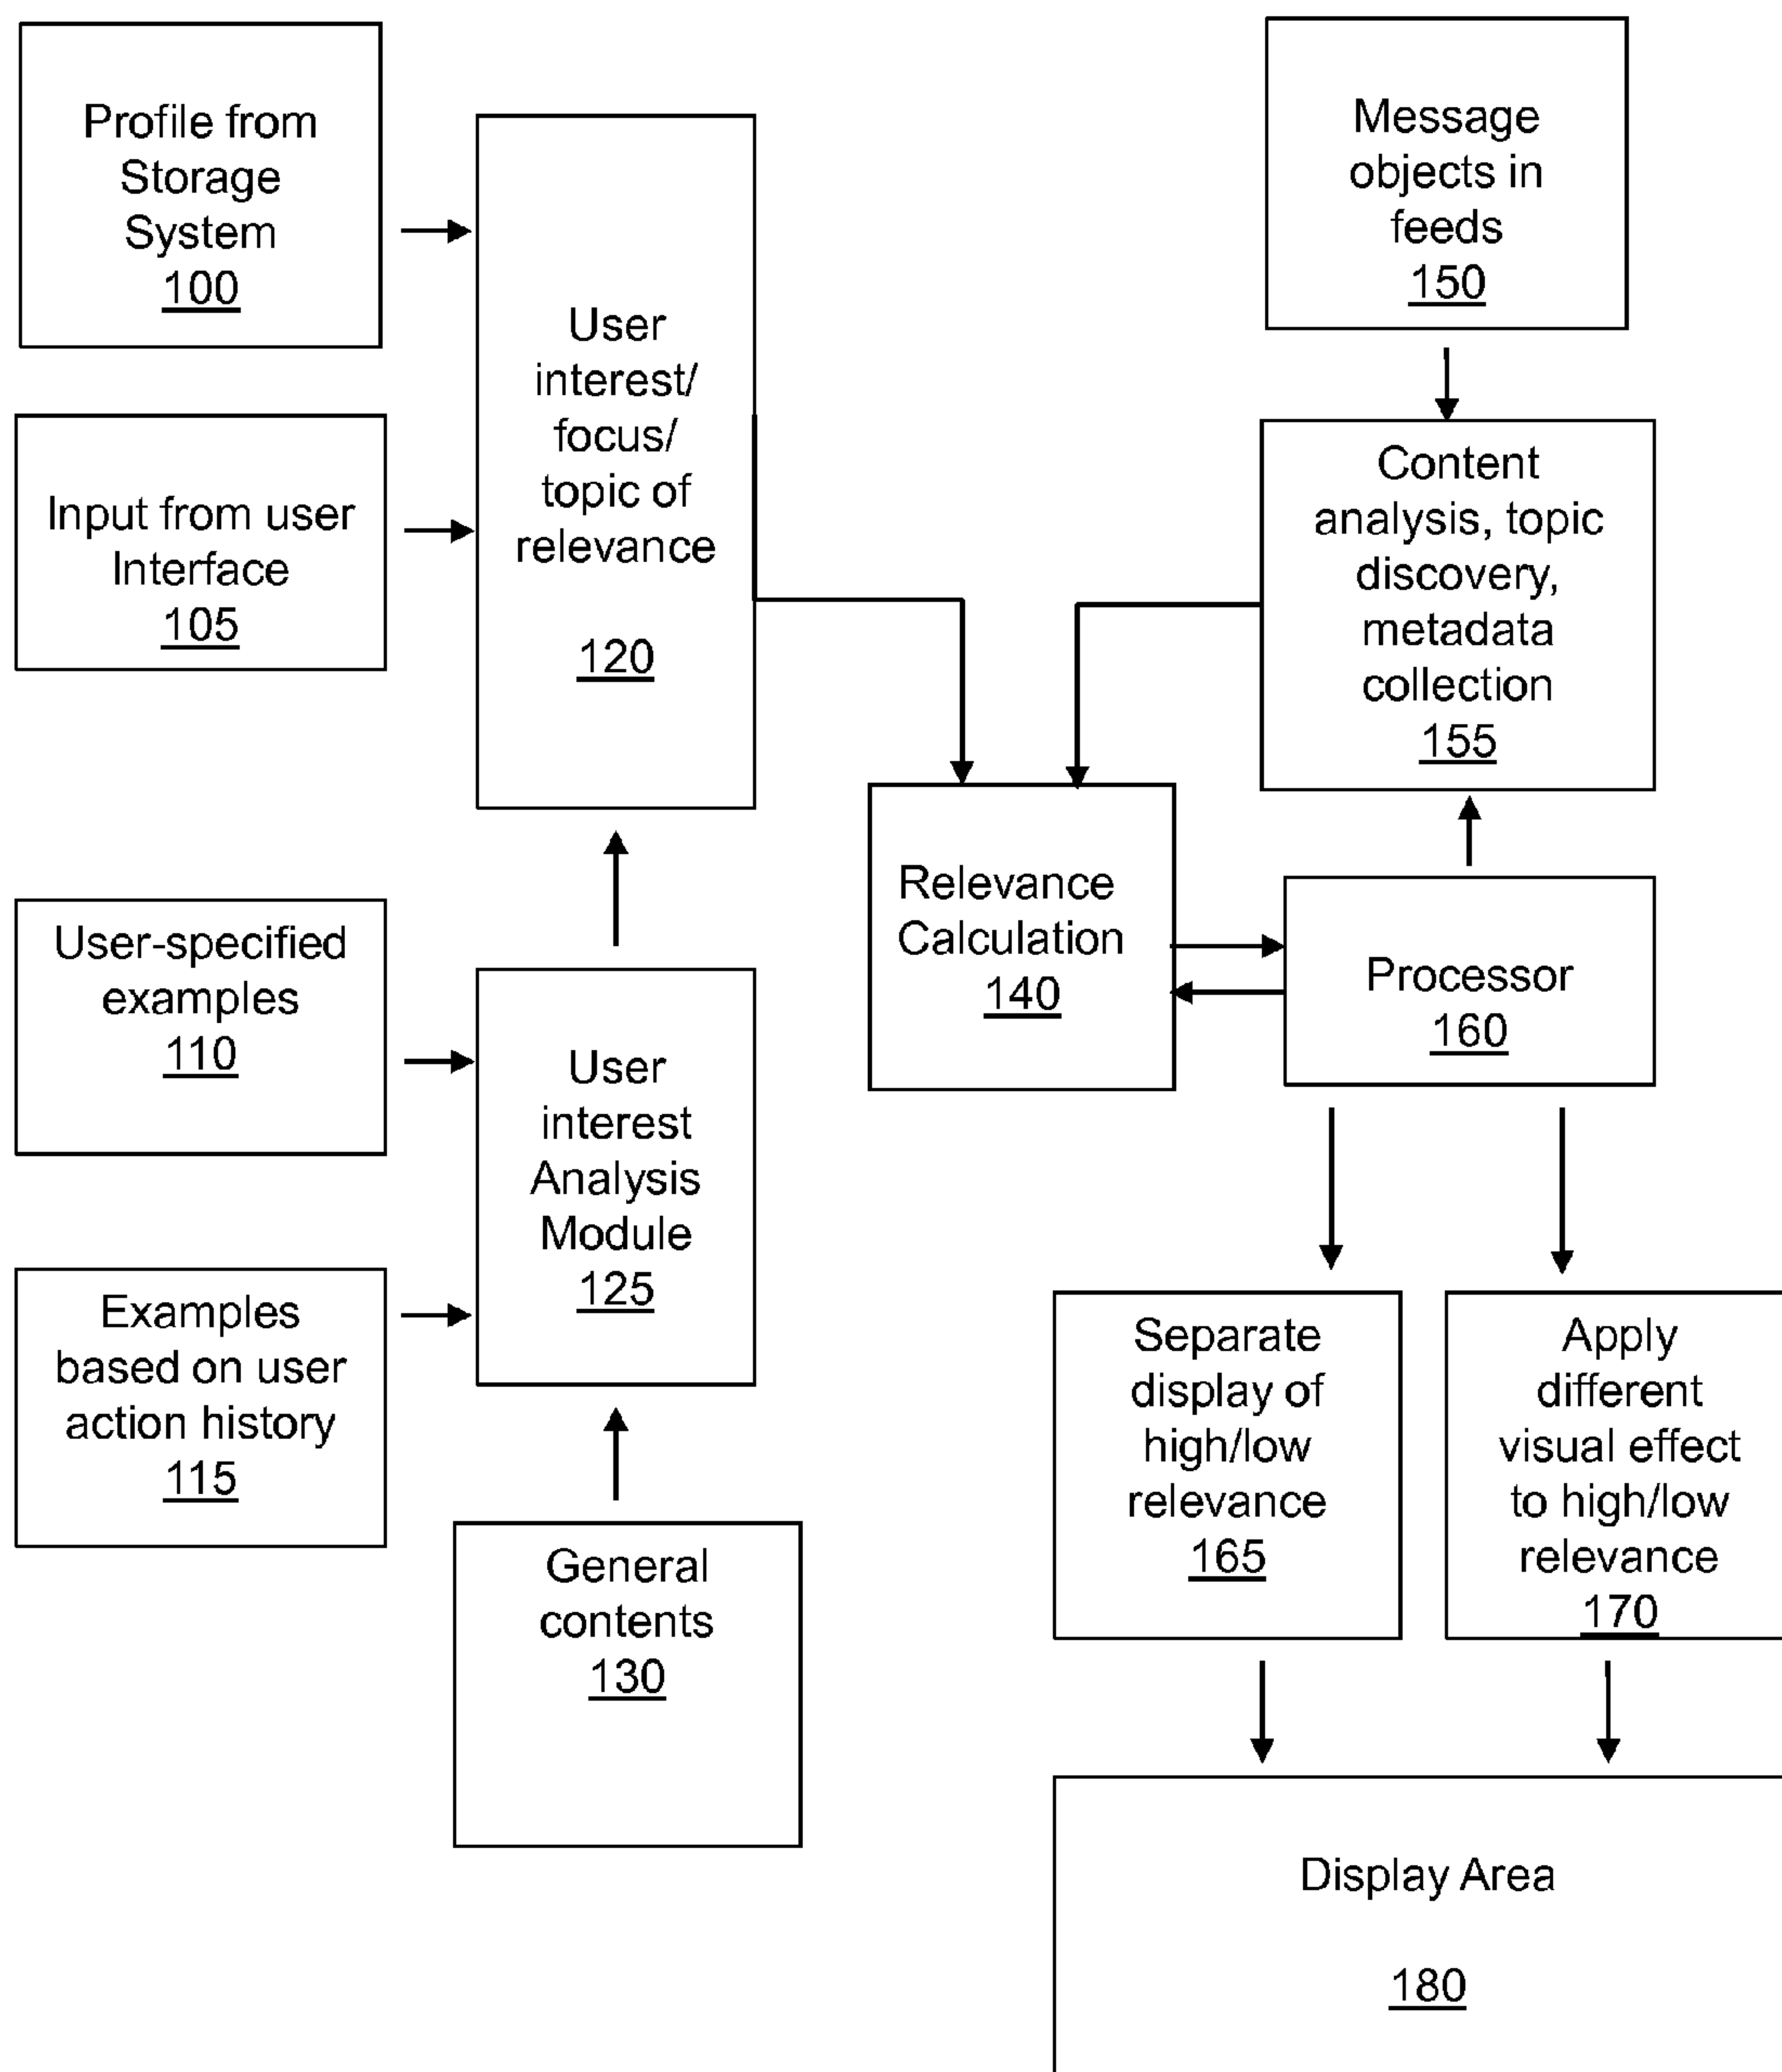 Profile from
Storage
System
100
Input from user
Interface
105
User-specified
examples
110
Examples
based on user
action history
115
User
interest/
focus/
topic of
relevance
120
User
interest
Analysis
Module
125
General
contents
130
Relevance
Calculation
140
Message
objects in
feeds
150
Content
analysis, topic
discovery,
metadata
collection
155
Processor
160
Separate
display of
high/low
relevance
165
Apply
different
visual effect
to high/low
relevance
170
Display Area
180